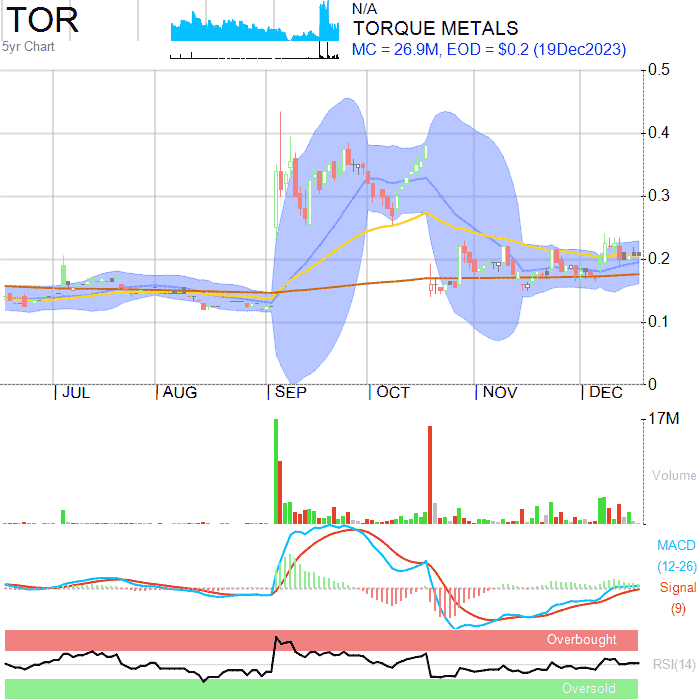 TOR
5yr Chart
N/A
TORQUE METALS
MC = 26.9M, EOD = $0.2 (19Dec2023)
0.5
0.4
0.3
0.2
0.1
0
JUL
AUG
SEP
OCT
NOV
DEC
17M
Volume
MACD
(12-26)
Signal
(9)
Overbought
RSI(14)
Oversold